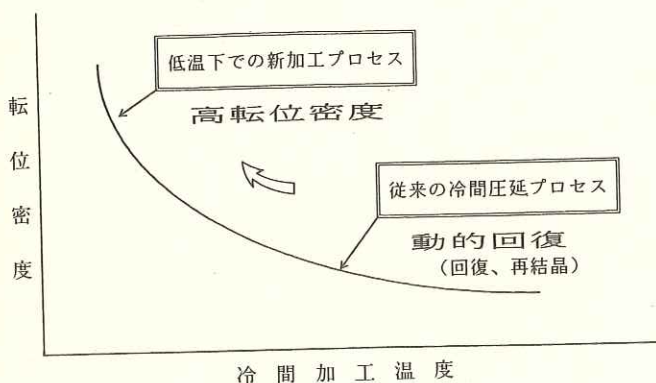 低温下での新加工プロセス
高転位密度
従来の冷間圧延プロセス
動的回復
（回復、再結晶）
転位密度
冷間加工温度